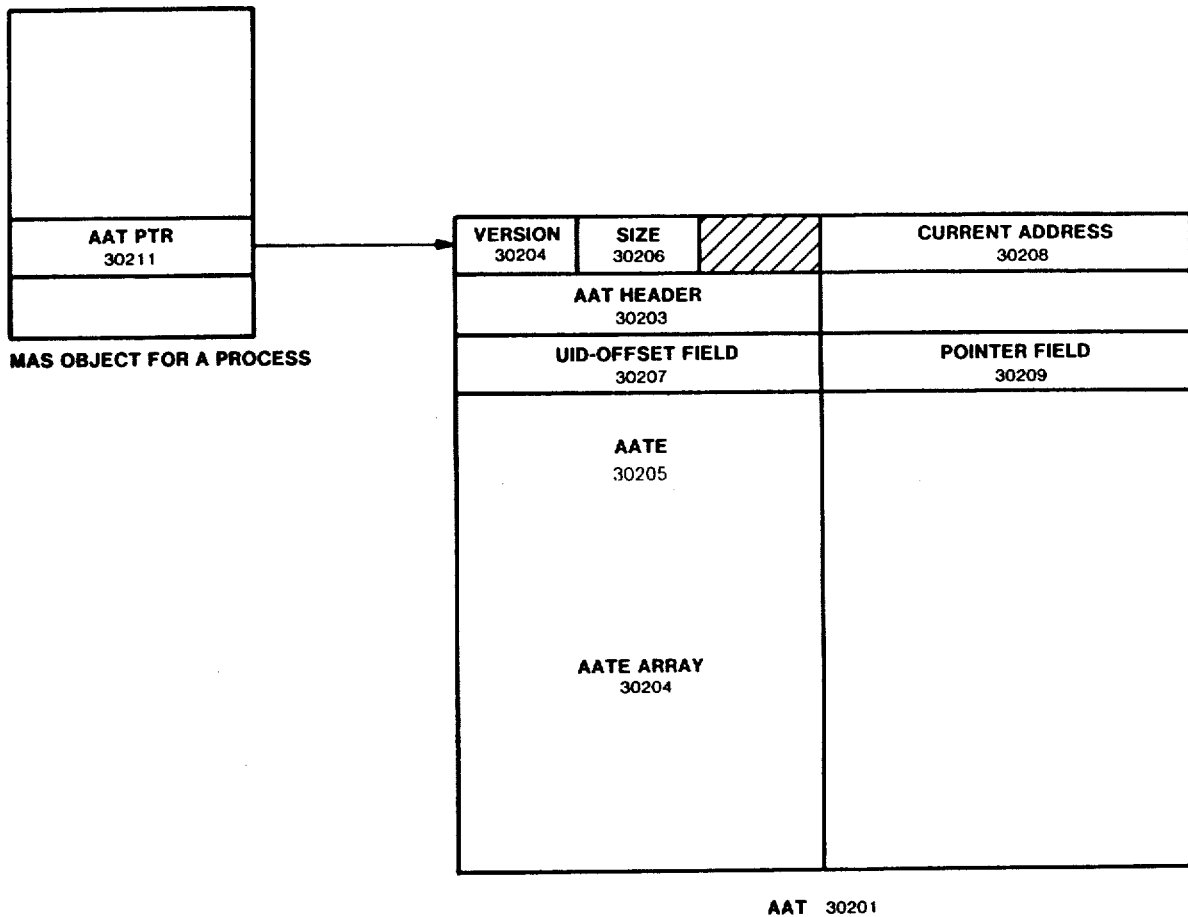 AAT PTR
30211
MAS OBJECT FOR A PROCESS
VERSION
30204
SIZE
30206
CURRENT ADDRESS
30208
AAT HEADER
30203
UID-OFFSET FIELD
30207
POINTER FIELD
30209
AATE
30205
AATE ARRAY
30204
AAT 30201